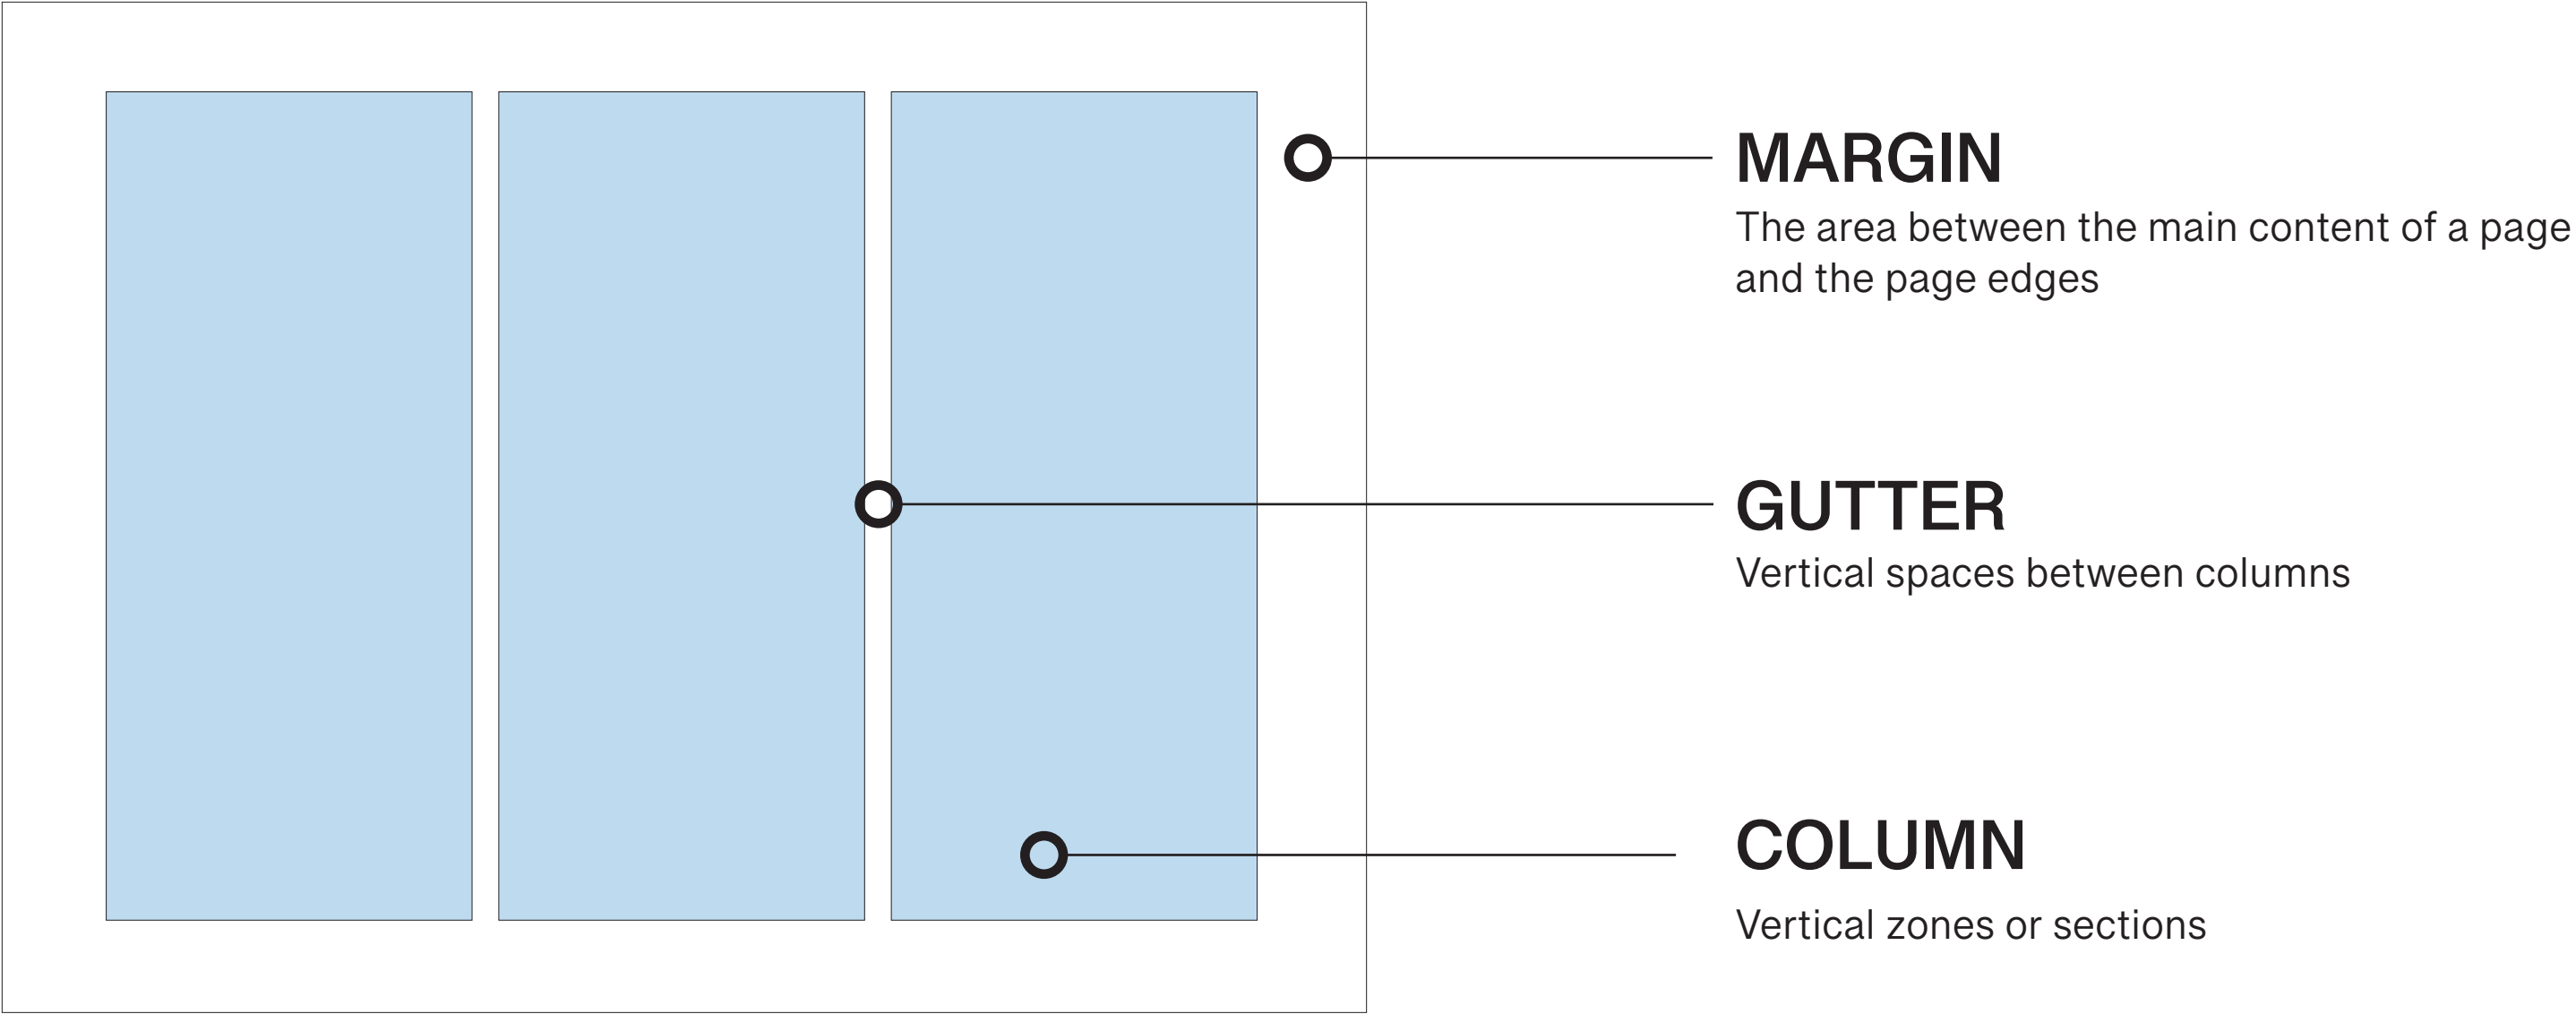 MARGIN
The area between the main content of a page
and the page edges
GUTTER
Vertical spaces between columns
COLUMN
Vertical zones or sections